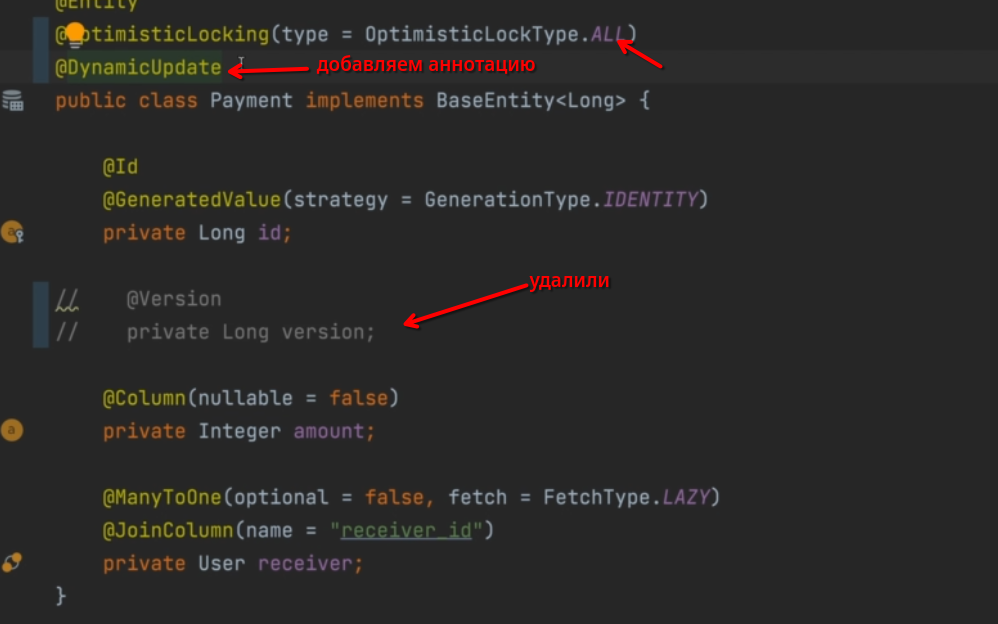 @Entity
@OptimisticLocking(type = OptimisticLockType.ALL)
@DynamicUpdate добавляем аннотацию
public class Payment implements BaseEntity<Long> {
@Id
@GeneratedValue(strategy = GenerationType.IDENTITY)
private Long id;
удалили
// @Version
// private Long version;
@Column(nullable = false)
private Integer amount;
@ManyToOne(optional = false, fetch = FetchType.LAZY)
@JoinColumn(name = "receiver_id")
private User receiver;
}